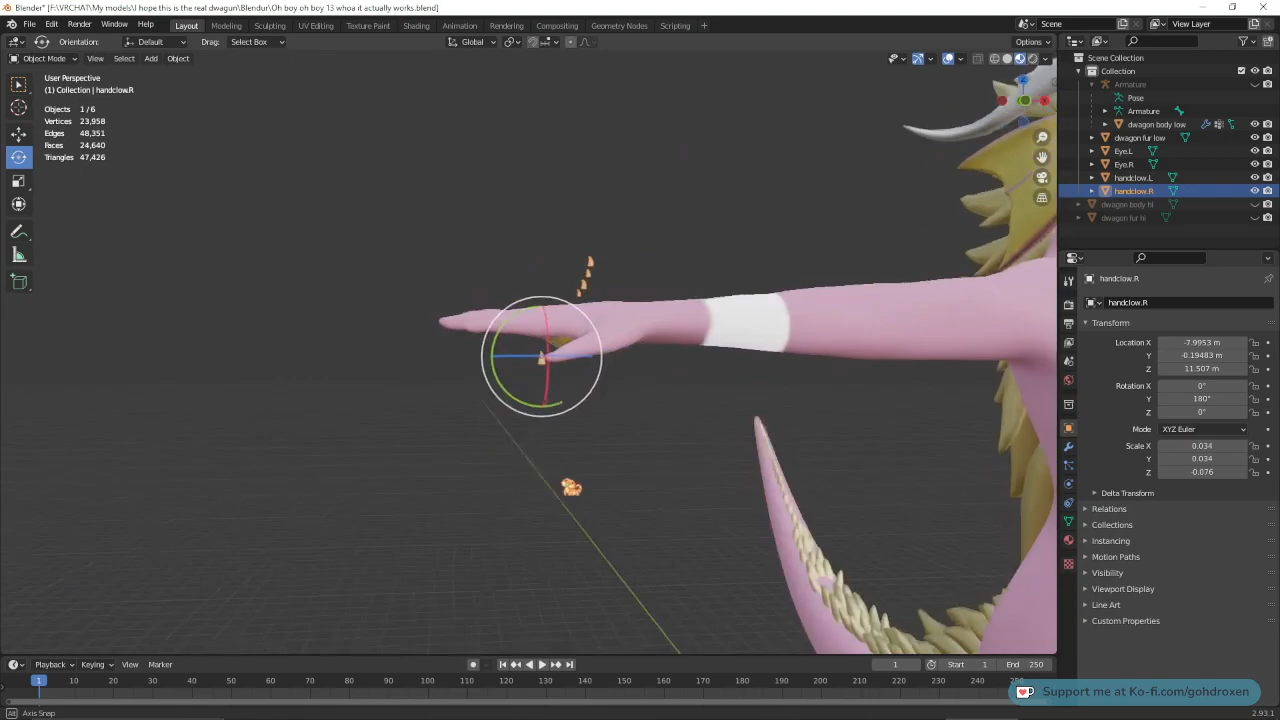 Blender* [F:\VRCHAT\My models\I hope this is the real dwagon\Blendur\Oh boy oh boy 13 whoa it actually works.blend]
File Edit Render Window Help Layout Modeling Sculpting UV Editing Texture Paint Shading Animation Rendering Compositing Geometry Nodes Scripting + Scene View Layer
Orientation: Default Drag: Select Box Global Options
Object Mode View Select Add Object
User Perspective
(1) Collection | handclow.R
Objects 1 / 6
Vertices 23,958
Edges 48,351
Faces 24,640
Triangles 47,426
Scene Collection
Collection
Armature
Pose
Armature
dwagon body low
dwagon fur low
Eye.L
Eye.R
handclow.L
handclow.R
dwagon body hi
dwagon fur hi
handclow.R
handclow.R
Transform
Location X -7.9953 m
Y -0.19483 m
Z 11.507 m
Rotation X 0°
Y 180°
Z 0°
Mode XYZ Euler
Scale X 0.034
Y 0.034
Z -0.076
Delta Transform
Relations
Collections
Instancing
Motion Paths
Visibility
Viewport Display
Line Art
Custom Properties
Playback Keying View Marker 1 Start 1 End 250
1 10 20 30 40 50 60 70 80 90 100 110 120 130 140 150 160 170 180 190 200 210 220 230 240 250
Support me at Ko-fi.com/gohdroxen
Alt Axis Snap 2.93.1